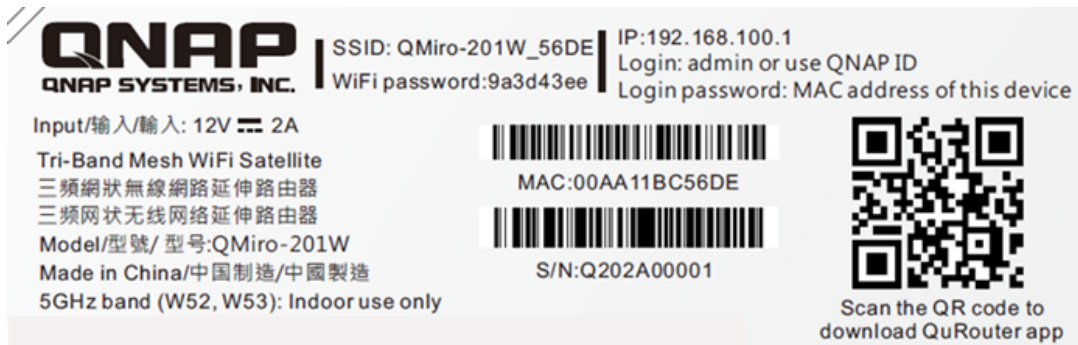 QNAP
QNAP SYSTEMS, INC.
SSID: QMiro-201W_56DE
WiFi password:9a3d43ee
IP:192.168.100.1
Login: admin or use QNAP ID
Login password: MAC address of this device
Input/输入/輸入: 12V ⎓ 2A
Tri-Band Mesh WiFi Satellite
三頻網狀無線網路延伸路由器
三频网状无线网络延伸路由器
Model/型號/ 型号:QMiro-201W
Made in China/中国制造/中國製造
5GHz band (W52, W53): Indoor use only
MAC:00AA11BC56DE
S/N:Q202A00001
Scan the QR code to
download QuRouter app